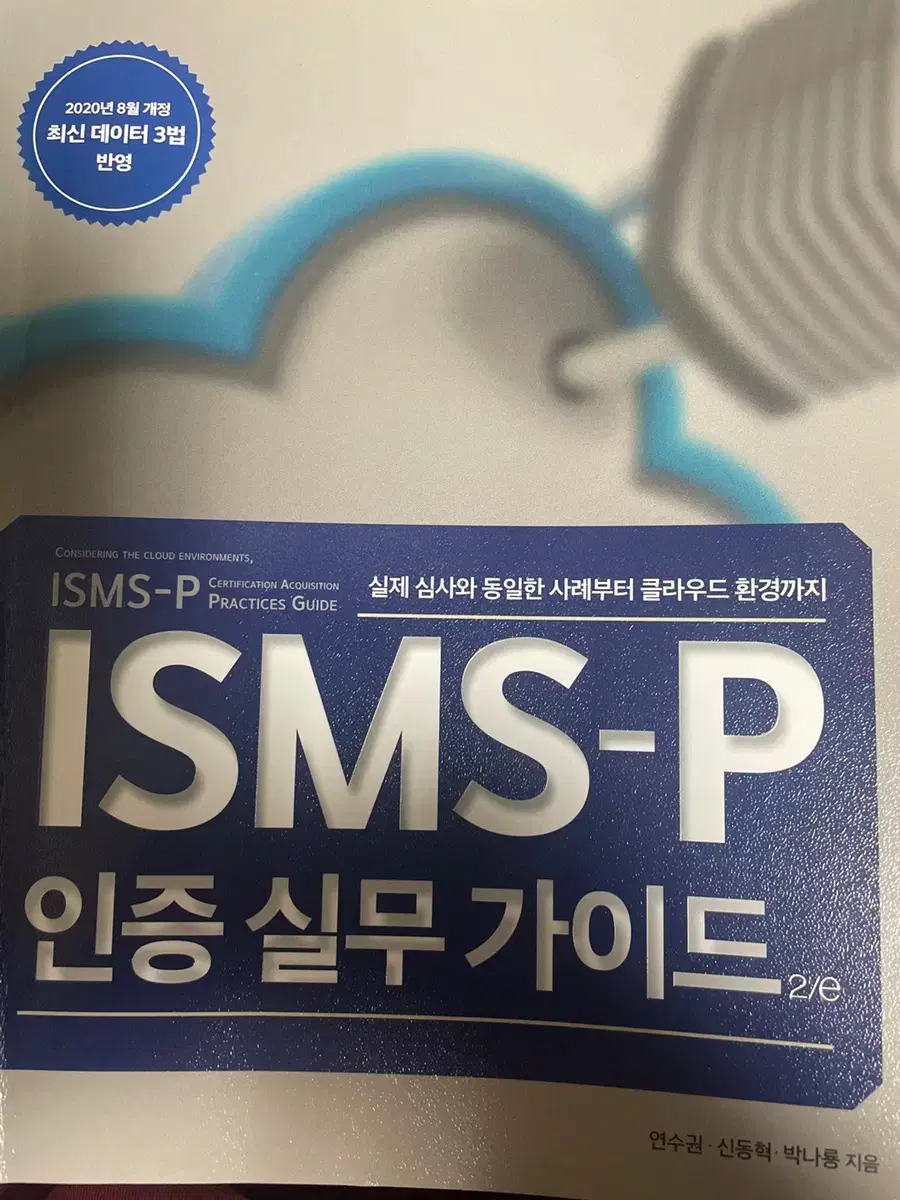 2020년 8월 개정
최신 데이터 3법
반영
CONSIDERING THE CLOUD ENVIRONMENTS,
ISMS-P CERTIFICATION ACQUISITION PRACTICES GUIDE
실제 심사와 동일한 사례부터 클라우드 환경까지
ISMS-P
인증 실무 가이드 2/e
연수권 · 신동혁 · 박나룡 지음